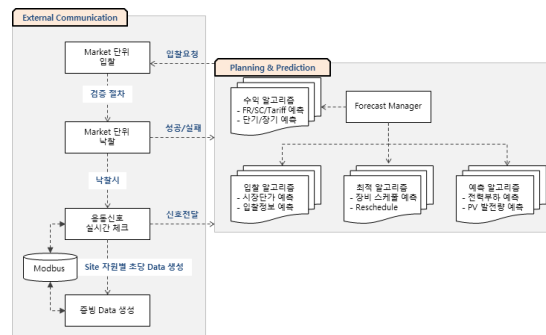 External Communication
Market 단위
입찰
입찰요청
검증 절차
Market 단위
낙찰
성공/실패
낙찰시
응동신호
실시간 체크
신호전달
Modbus
Site 자원별 초당 Data 생성
증빙 Data 생성
Planning & Prediction
수익 알고리즘
- FR/SC/Tariff 예측
- 단기/장기 예측
Forecast Manager
입찰 알고리즘
- 시장단가 예측
- 입찰정보 예측
최적 알고리즘
- 장비 스케쥴 예측
- Reschedule
예측 알고리즘
- 전력부하 예측
- PV 발전량 예측